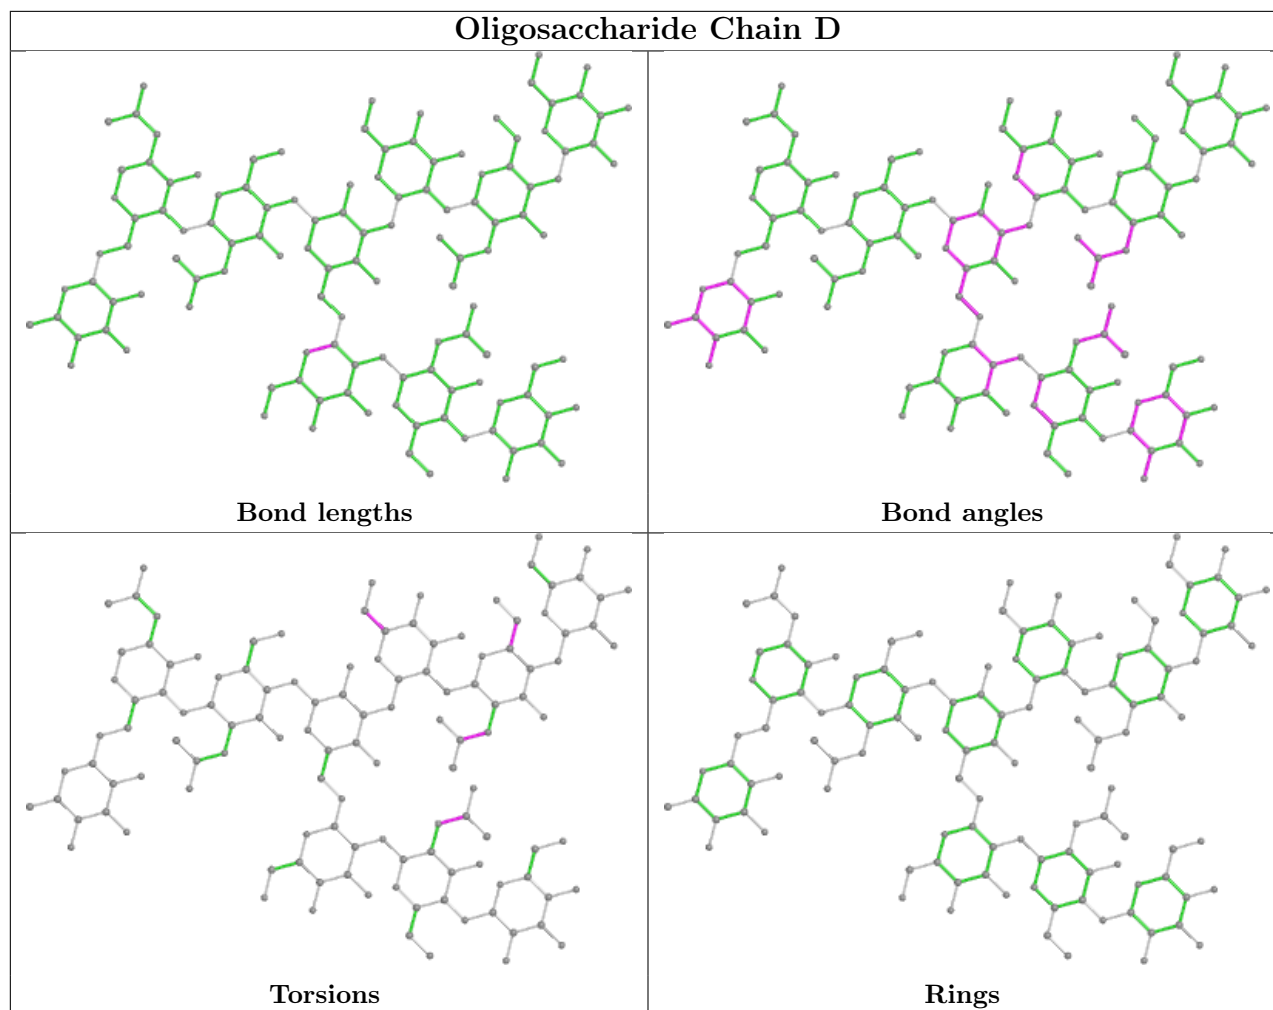 Oligosaccharide Chain D
Bond lengths
Bond angles
Torsions
Rings